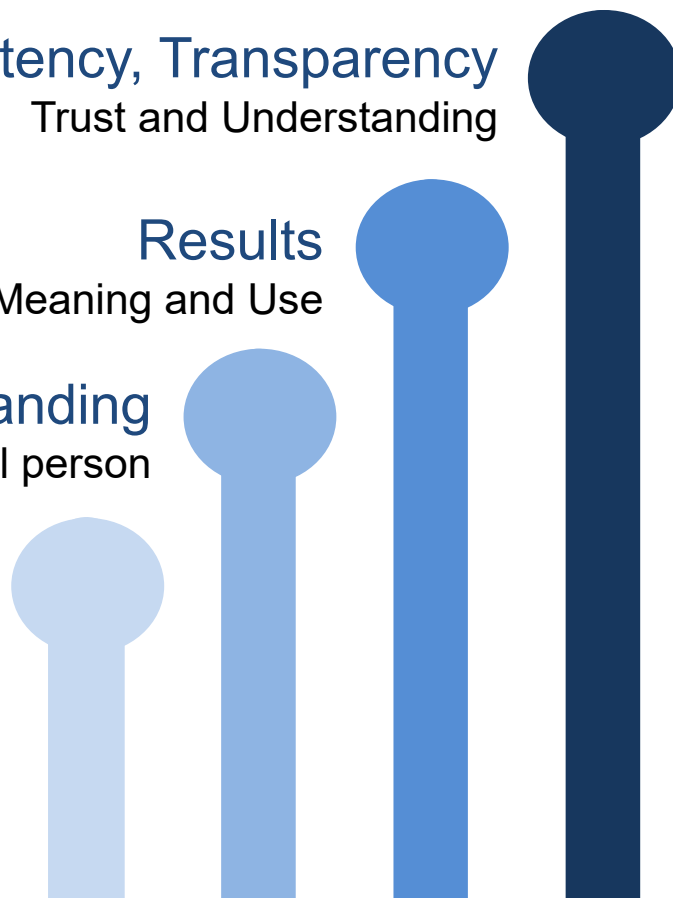 tency, Transparency
Trust and Understanding
Results
Meaning and Use
anding
l person